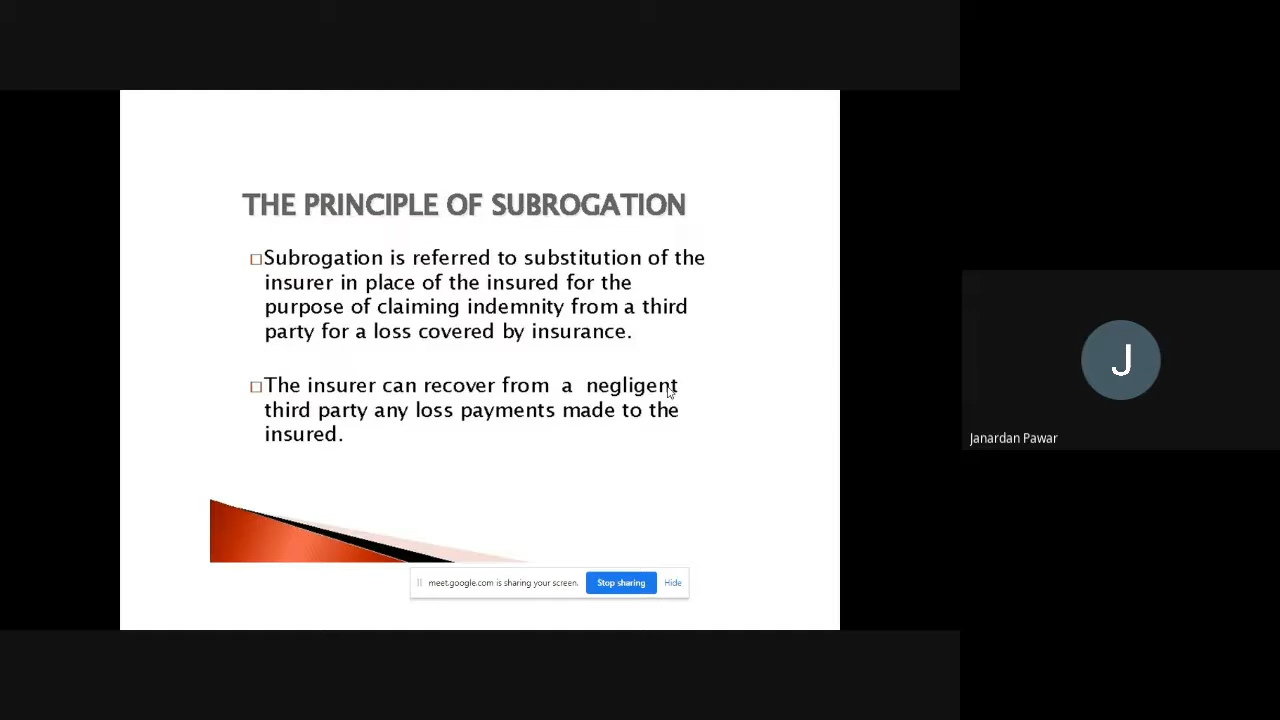 THE PRINCIPLE OF SUBROGATION
Subrogation is referred to substitution of the
insurer in place of the insured for the
purpose of claiming indemnity from a third
party for a loss covered by insurance.
The insurer can recover from a negligent
third party any loss payments made to the
insured.
meet.google.com is sharing your screen.
Stop sharing
Hide
J
Janardan Pawar